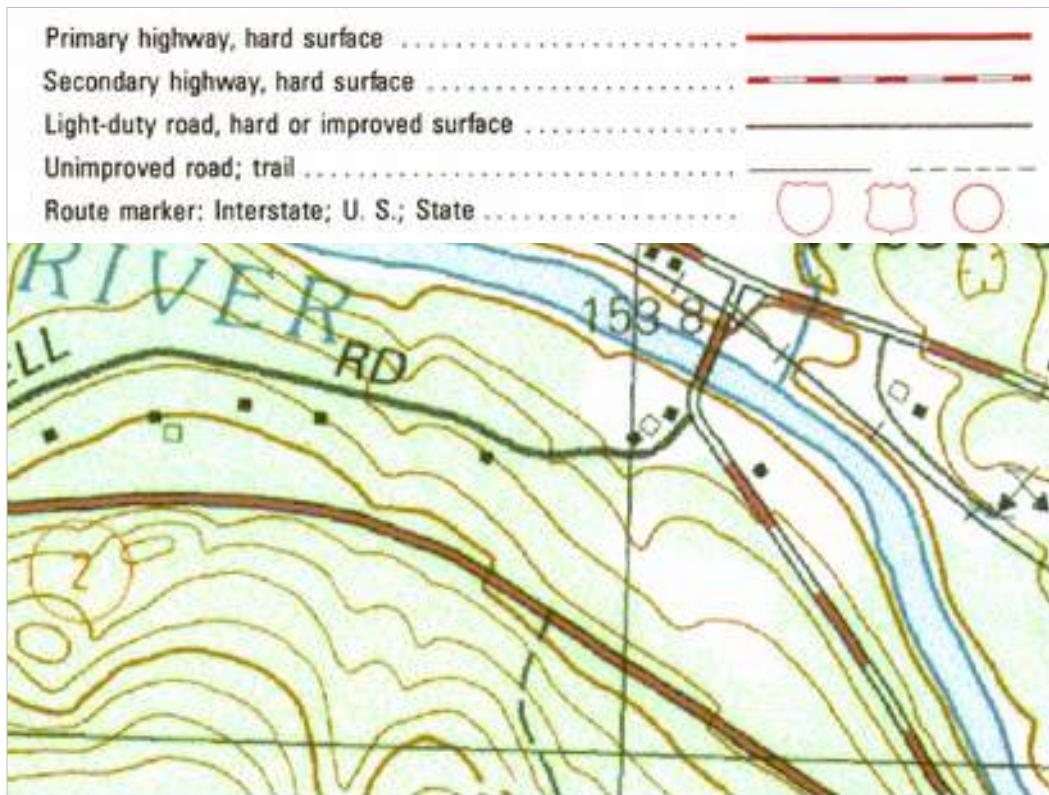 Primary highway, hard surface
Secondary highway, hard surface
Light-duty road, hard or improved surface
Unimproved road; trail
Route marker: Interstate; U. S.; State
RIVER
153.8
ELL RD
2